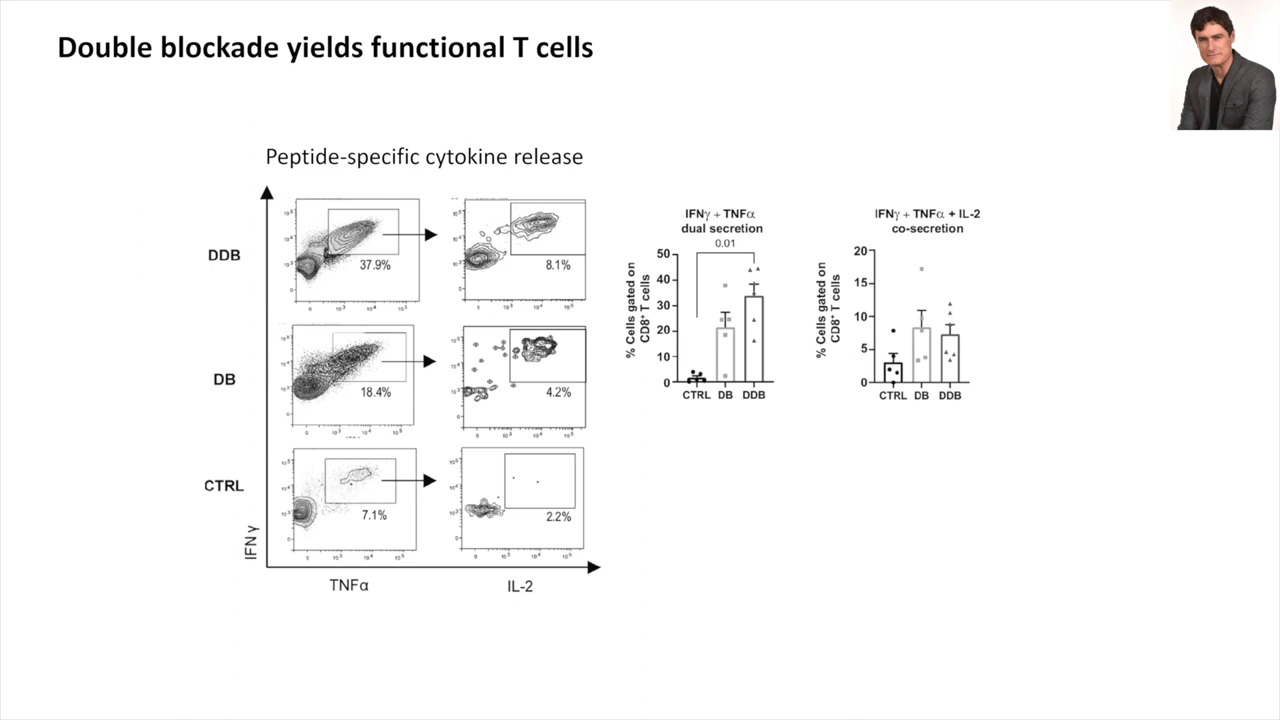 Double blockade yields functional T cells
Peptide-specific cytokine release
DDB
37.9%
8.1%
DB
18.4%
4.2%
CTRL
7.1%
2.2%
IFN γ
TNFα
IL-2
IFNγ + TNFα
dual secretion
0.01
% Cells gated on
CD8⁺ T cells
50
40
30
20
10
0
CTRL DB DDB
IFNγ + TNFα + IL-2
co-secretion
% Cells gated on
CD8⁺ T cells
20
15
10
5
0
CTRL DB DDB